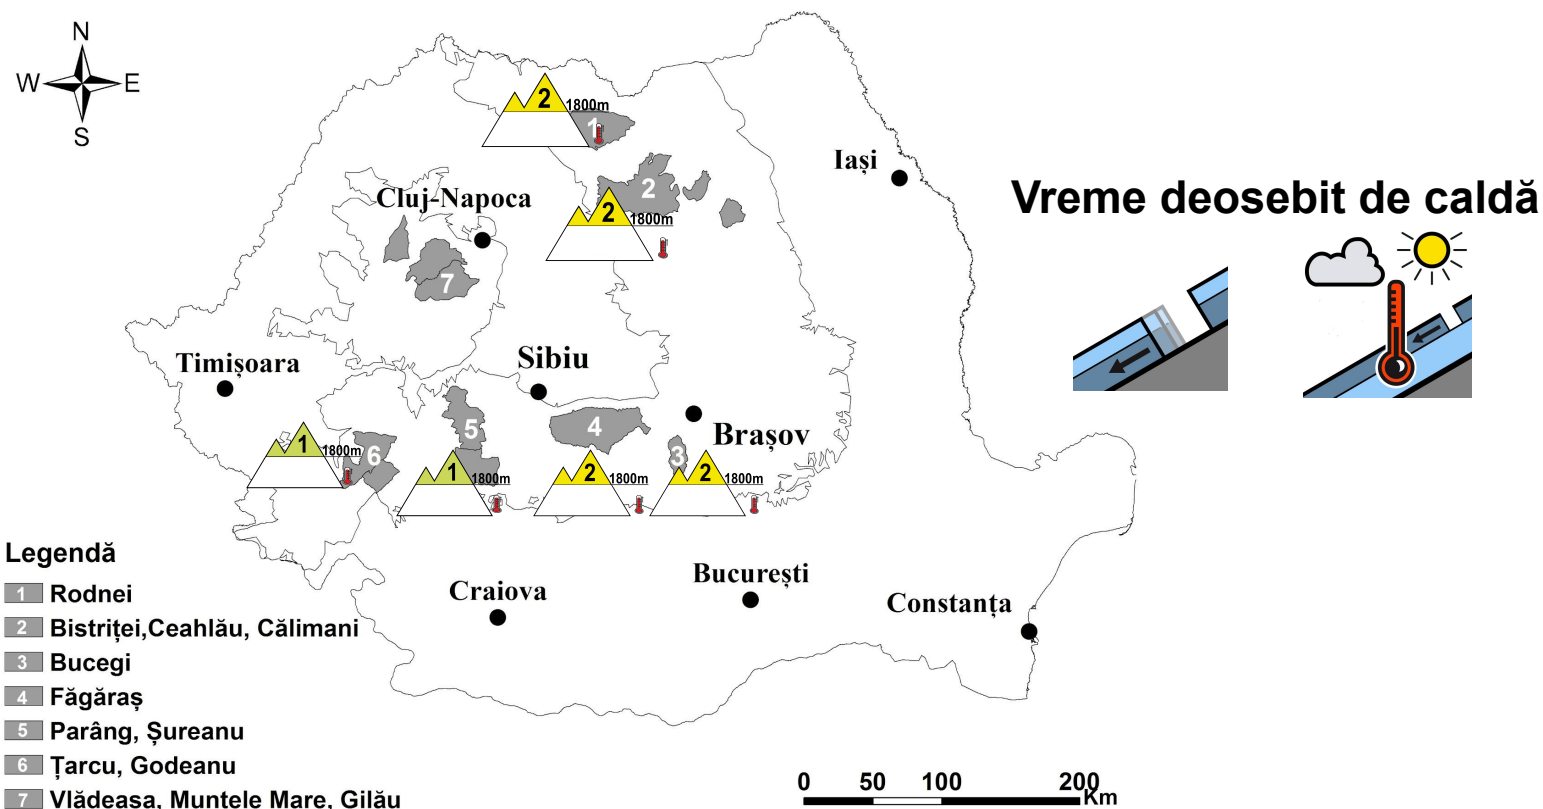 N
W E
S
2
1800m
1
Iași
Vreme deosebit de caldă
2
Cluj-Napoca
2
1800m
7
Timișoara
Sibiu
5
4
Brașov
3
1
1800m
6
1
1800m
2
1800m
2
1800m
Legendă
1 Rodnei
2 Bistriței,Ceahlău, Călimani
3 Bucegi
4 Făgăraș
5 Parâng, Șureanu
6 Țarcu, Godeanu
7 Vlădeasa, Muntele Mare, Gilău
Craiova
București
Constanța
0 50 100 200
Km